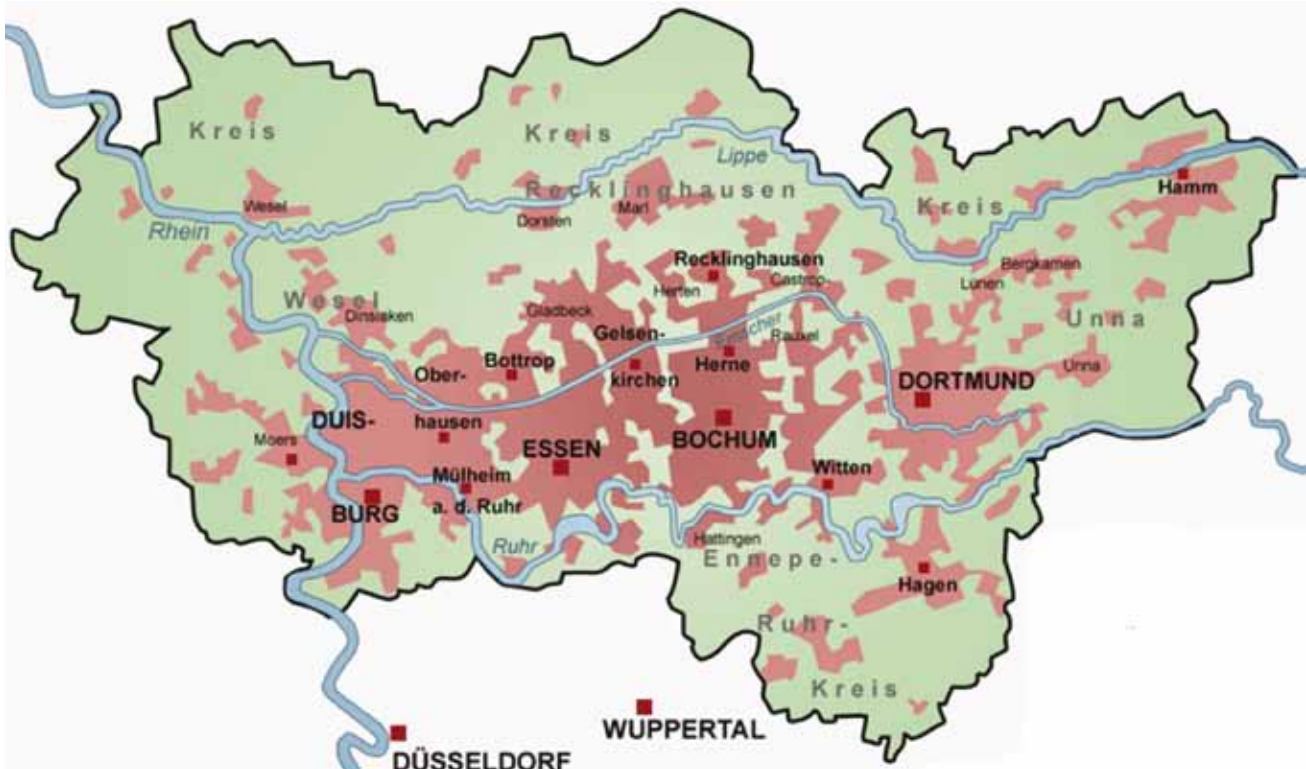 Kreis
Kreis
Lippe
Recklinghausen
Hamm
Wesel
Dorsten
Marl
Kreis
Rhein
Recklinghausen
Bergkamen
Castrop-
Lünen
Herten
Wesel
Dinslaken
Gladbeck
Unna
Gelsen-
Emscher
Rauxel
Bottrop
Herne
Unna
Ober-
kirchen
DORTMUND
DUIS-
hausen
BOCHUM
Moers
ESSEN
Mülheim
Witten
a. d. Ruhr
BURG
Hattingen
Ruhr
Ennepe-
Hagen
Ruhr-
Kreis
WUPPERTAL
DÜSSELDORF